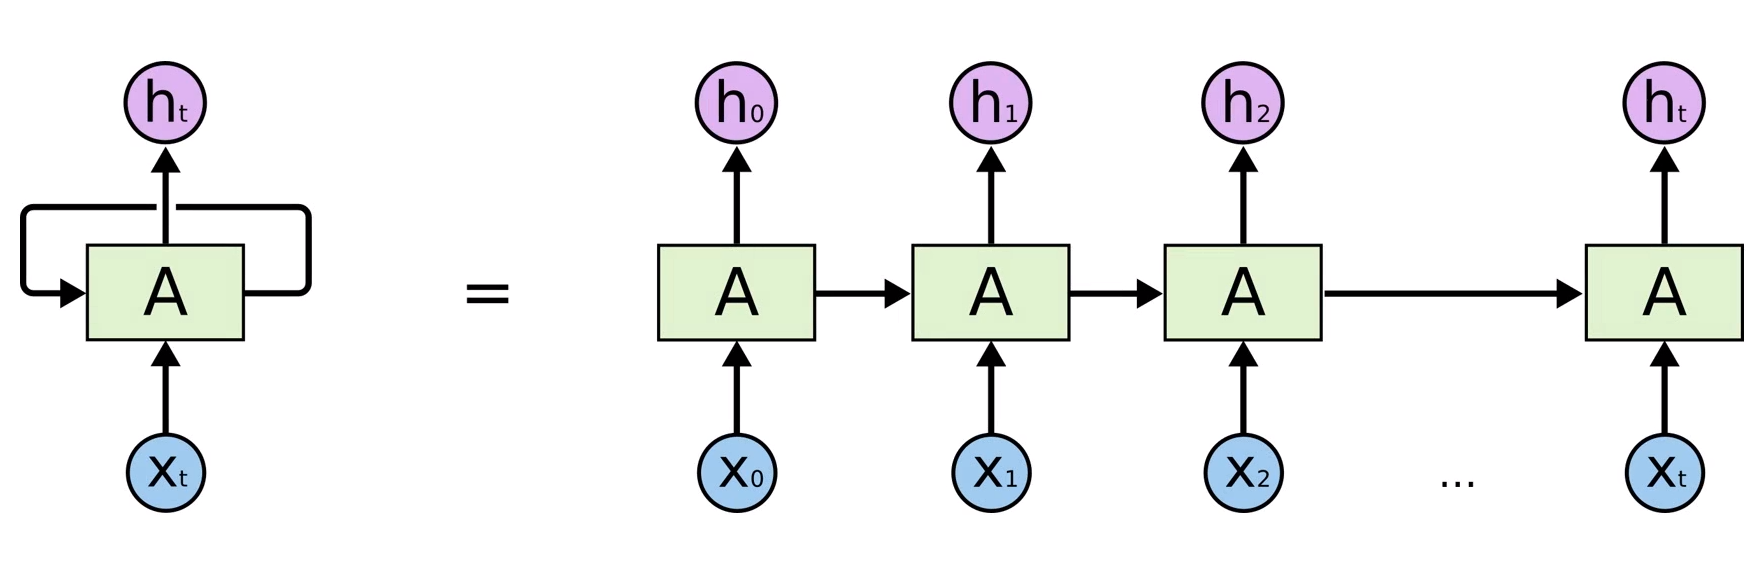 hₜ h₀ h₁ h₂ hₜ
A = A A A A
xₜ x₀ x₁ x₂ ... xₜ